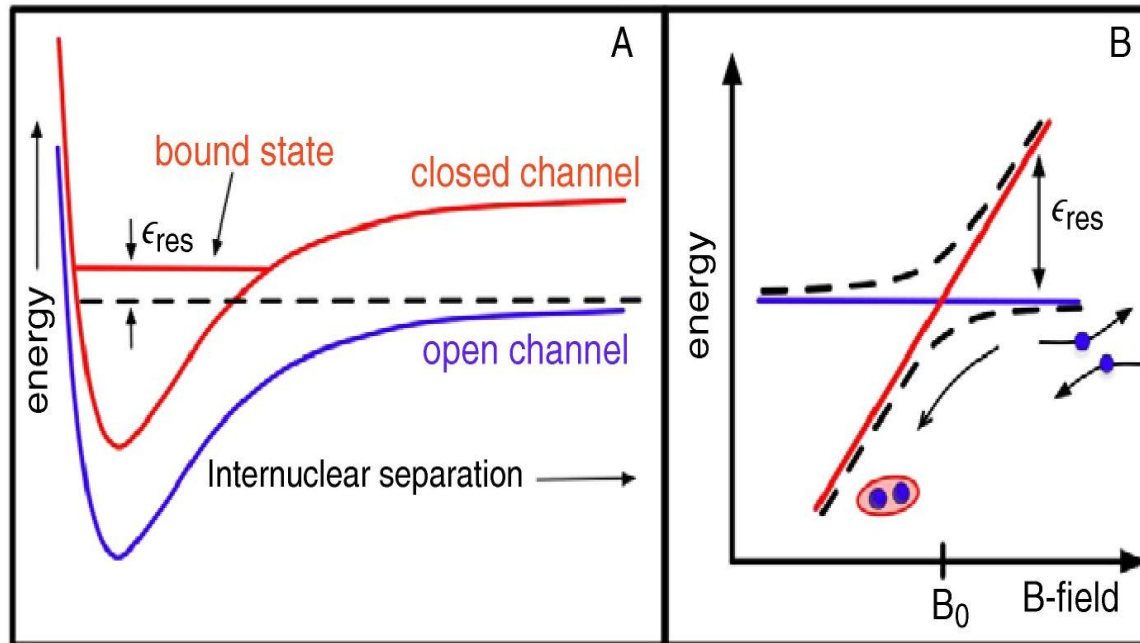 A
bound state
closed channel
ϵres
energy
open channel
Internuclear separation
B
ϵres
energy
B0
B-field